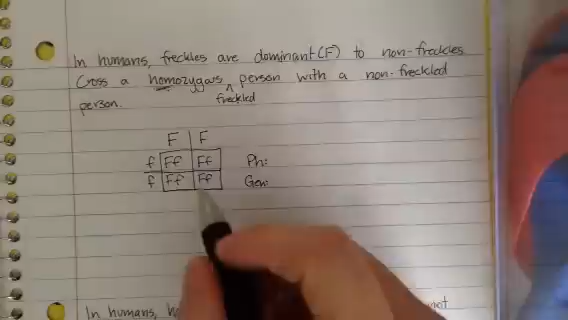 In humans, freckles are dominant (F) to non-freckles.
Cross a homozygous freckled person with a non-freckled
person.
F F
f Ff Ff Ph:
f Ff Ff Gen:
In humans,